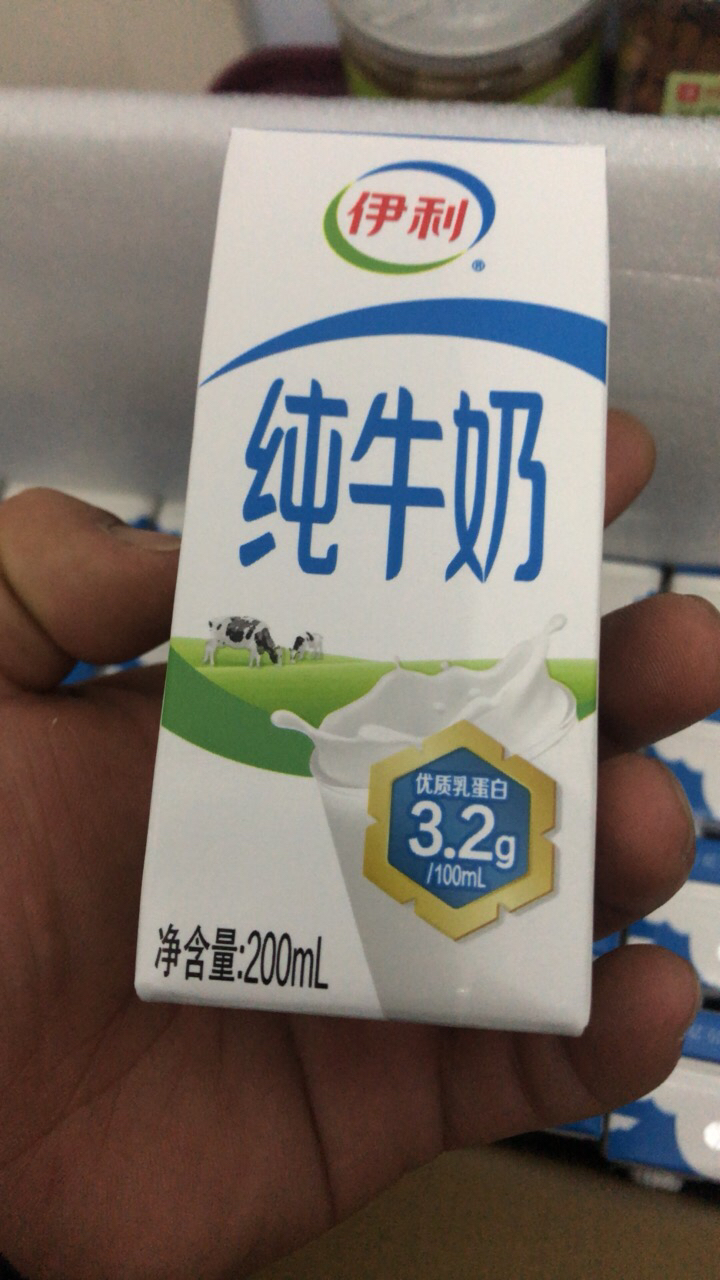 伊利
®
纯牛奶
优质乳蛋白
3.2g
/100mL
净含量:200mL